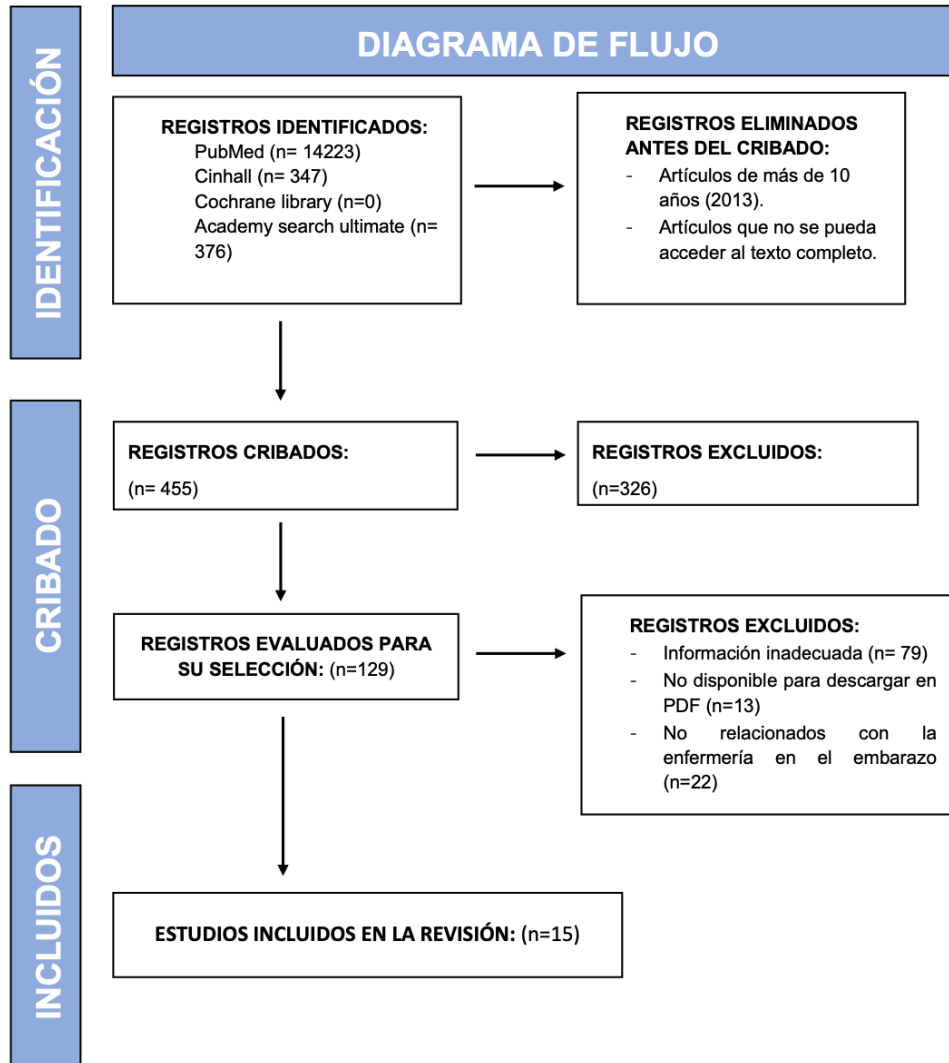 DIAGRAMA DE FLUJO
IDENTIFICACIÓN
REGISTROS IDENTIFICADOS:
PubMed (n= 14223)
Cinhall (n= 347)
Cochrane library (n=0)
Academy search ultimate (n=
376)
REGISTROS ELIMINADOS
ANTES DEL CRIBADO:
- Artículos de más de 10
años (2013).
- Artículos que no se pueda
acceder al texto completo.
CRIBADO
REGISTROS CRIBADOS:
(n= 455)
REGISTROS EXCLUIDOS:
(n=326)
REGISTROS EVALUADOS PARA
SU SELECCIÓN: (n=129)
REGISTROS EXCLUIDOS:
- Información inadecuada (n= 79)
- No disponible para descargar en
PDF (n=13)
- No relacionados con la
enfermería en el embarazo
(n=22)
INCLUIDOS
ESTUDIOS INCLUIDOS EN LA REVISIÓN: (n=15)